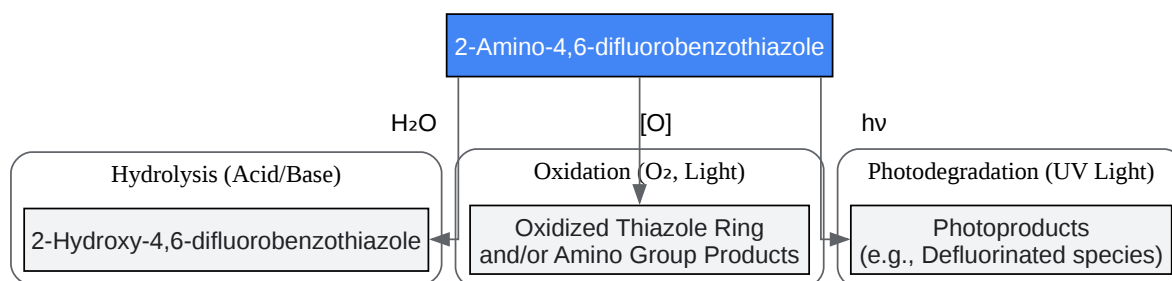 2-Amino-4,6-difluorobenzothiazole
H₂O
[O]
hν
Hydrolysis (Acid/Base)
Oxidation (O₂, Light)
Photodegradation (UV Light)
2-Hydroxy-4,6-difluorobenzothiazole
Oxidized Thiazole Ring
and/or Amino Group Products
Photoproducts
(e.g., Defluorinated species)